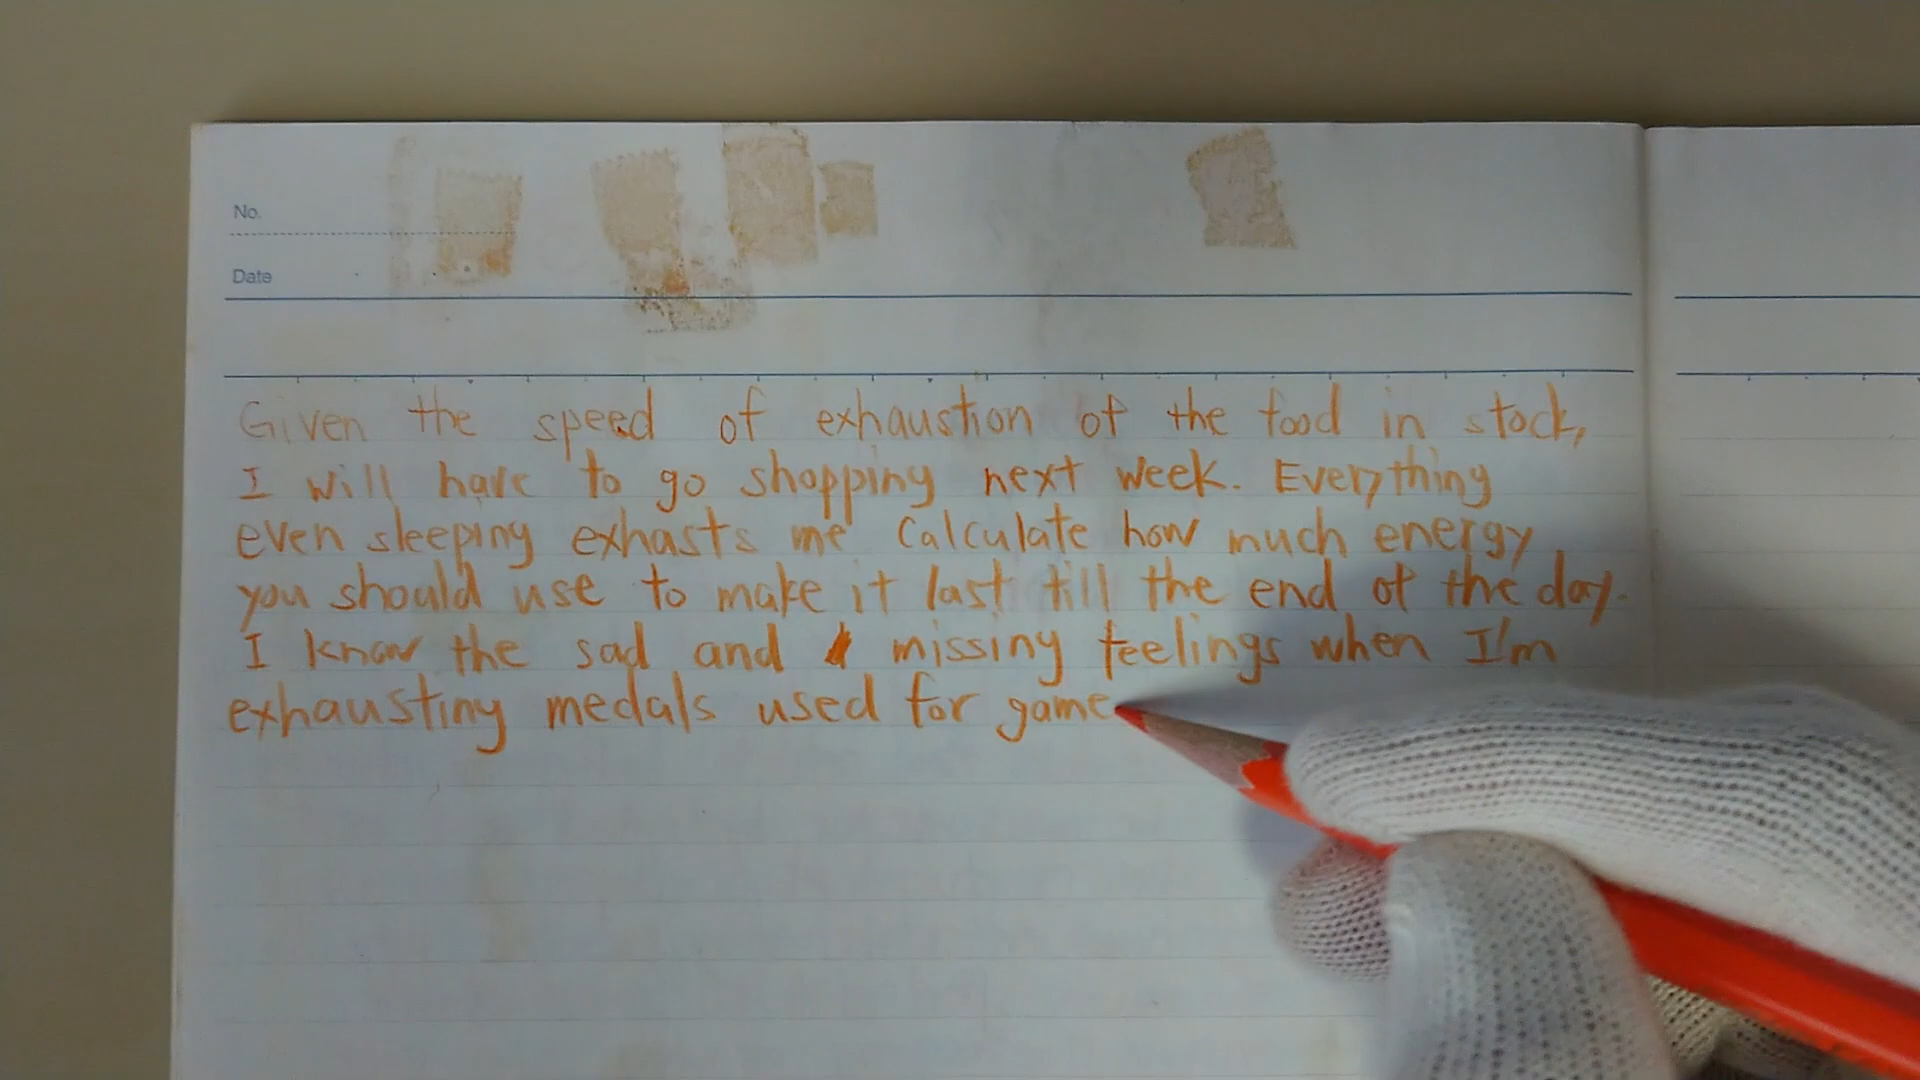 No.
Date
Given the speed of exhaustion of the food in stock,
I will have to go shopping next week. Everything
even sleeping exhasts me Calculate how much energy
you should use to make it last till the end of the day.
I know the sad and missing feelings when I'm
exhausting medals used for game